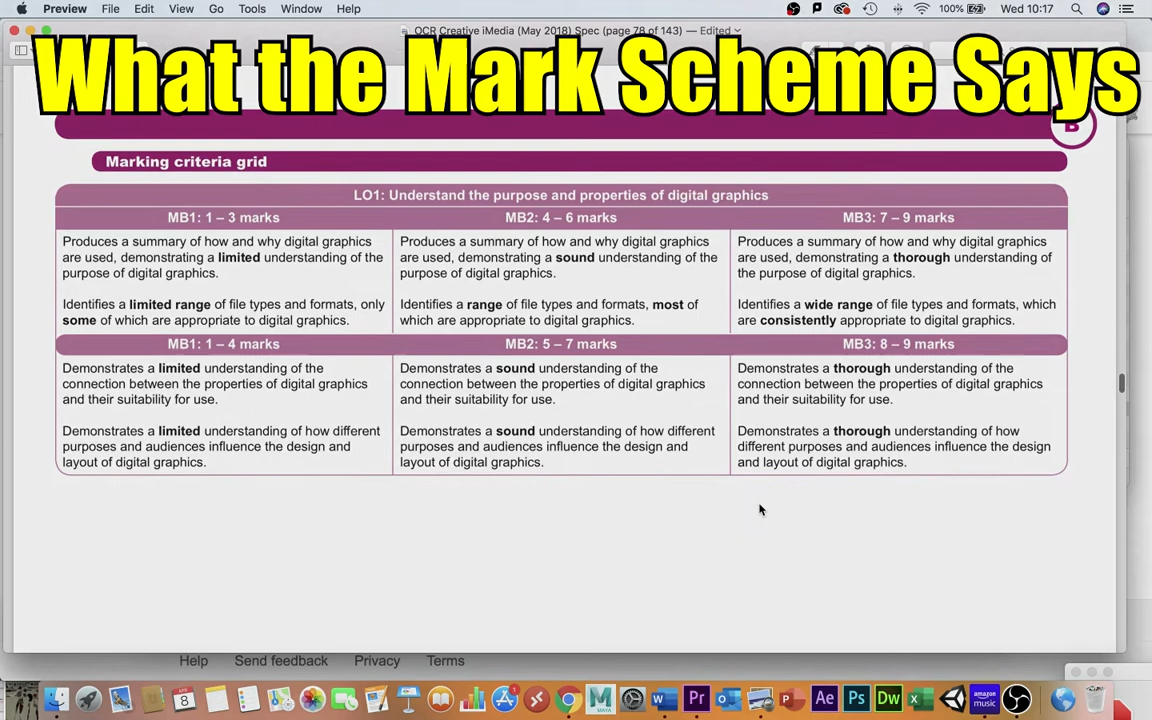 Preview File Edit View Go Tools Window Help 100% Wed 10:17
OCR Creative iMedia (May 2018) Spec (page 78 of 143) — Edited
What the Mark Scheme Says
B
Marking criteria grid
LO1: Understand the purpose and properties of digital graphics
MB1: 1 – 3 marks
MB2: 4 – 6 marks
MB3: 7 – 9 marks
Produces a summary of how and why digital graphics
are used, demonstrating a limited understanding of the
purpose of digital graphics.
Identifies a limited range of file types and formats, only
some of which are appropriate to digital graphics.
Produces a summary of how and why digital graphics
are used, demonstrating a sound understanding of the
purpose of digital graphics.
Identifies a range of file types and formats, most of
which are appropriate to digital graphics.
Produces a summary of how and why digital graphics
are used, demonstrating a thorough understanding of
the purpose of digital graphics.
Identifies a wide range of file types and formats, which
are consistently appropriate to digital graphics.
MB1: 1 – 4 marks
MB2: 5 – 7 marks
MB3: 8 – 9 marks
Demonstrates a limited understanding of the
connection between the properties of digital graphics
and their suitability for use.
Demonstrates a limited understanding of how different
purposes and audiences influence the design and
layout of digital graphics.
Demonstrates a sound understanding of the
connection between the properties of digital graphics
and their suitability for use.
Demonstrates a sound understanding of how different
purposes and audiences influence the design and
layout of digital graphics.
Demonstrates a thorough understanding of the
connection between the properties of digital graphics
and their suitability for use.
Demonstrates a thorough understanding of how
different purposes and audiences influence the design
and layout of digital graphics.
Help Send feedback Privacy Terms
8
1
MAYA
W
Pr
P
Ae
Ps
Dw
X
amazon
music